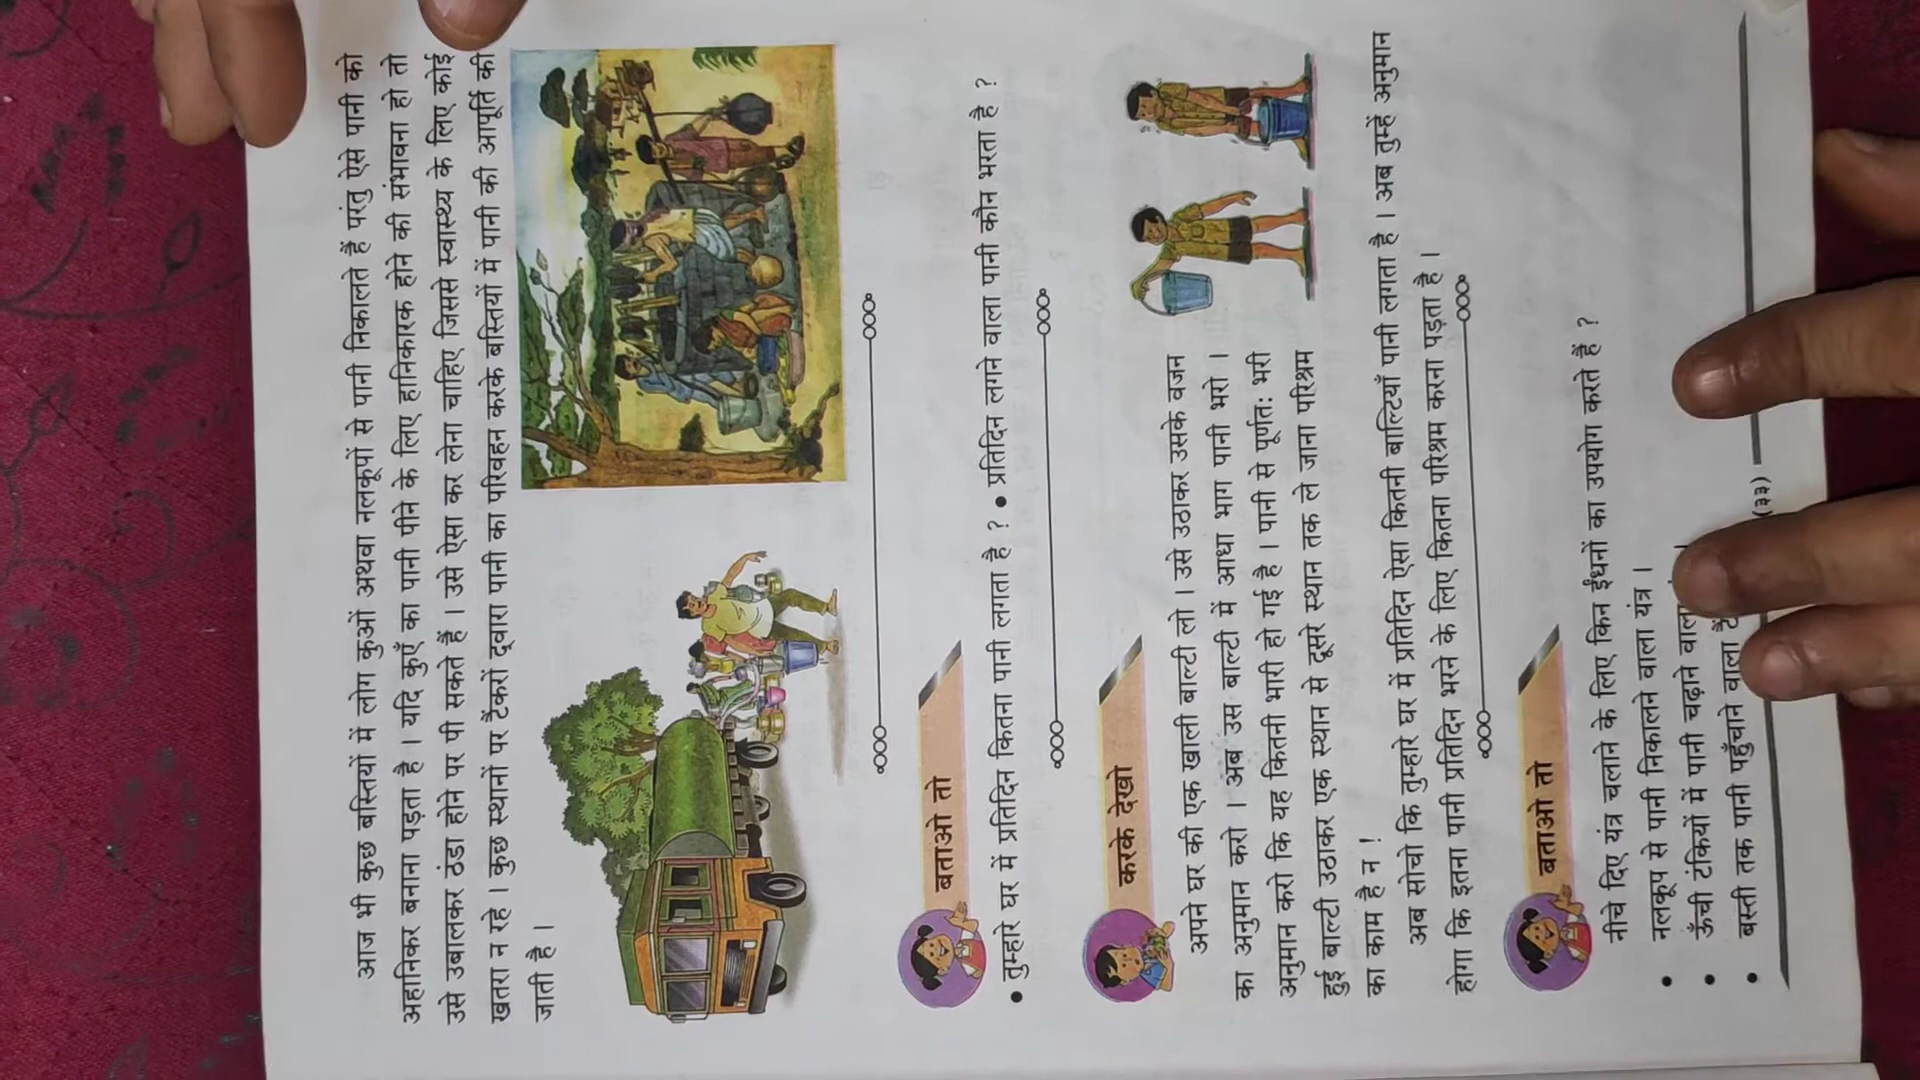 आज भी कुछ बस्तियों में लोग कुओं अथवा नलकूपों से पानी निकालते हैं परंतु ऐसे पानी को
अहानिकर बनाना पड़ता है । यदि कुएँ का पानी पीने के लिए हानिकारक होने की संभावना हो तो
उसे उबालकर ठंडा होने पर पी सकते हैं । उसे ऐसा कर लेना चाहिए जिससे स्वास्थ्य के लिए कोई
खतरा न रहे । कुछ स्थानों पर टैंकरों द्वारा पानी का परिवहन करके बस्तियों में पानी की आपूर्ति की
जाती है ।
बताओ तो
• तुम्हारे घर में प्रतिदिन कितना पानी लगता है ? • प्रतिदिन लगने वाला पानी कौन भरता है ?
करके देखो
अपने घर की एक खाली बाल्टी लो । उसे उठाकर उसके वजन
का अनुमान करो । अब उस बाल्टी में आधा भाग पानी भरो ।
अनुमान करो कि यह कितनी भारी हो गई है । पानी से पूर्णतः भरी
हुई बाल्टी उठाकर एक स्थान से दूसरे स्थान तक ले जाना परिश्रम
का काम है न !
अब सोचो कि तुम्हारे घर में प्रतिदिन ऐसा कितनी बाल्टियाँ पानी लगाता है । अब तुम्हें अनुमान
होगा कि इतना पानी प्रतिदिन भरने के लिए कितना परिश्रम करना पड़ता है ।
बताओ तो
नीचे दिए यंत्र चलाने के लिए किन ईंधनों का उपयोग करते हैं ?
• नलकूप से पानी निकालने वाला यंत्र ।
• ऊँची टंकियों में पानी चढ़ाने वाला
• बस्ती तक पानी पहुँचाने वाला
(३३)